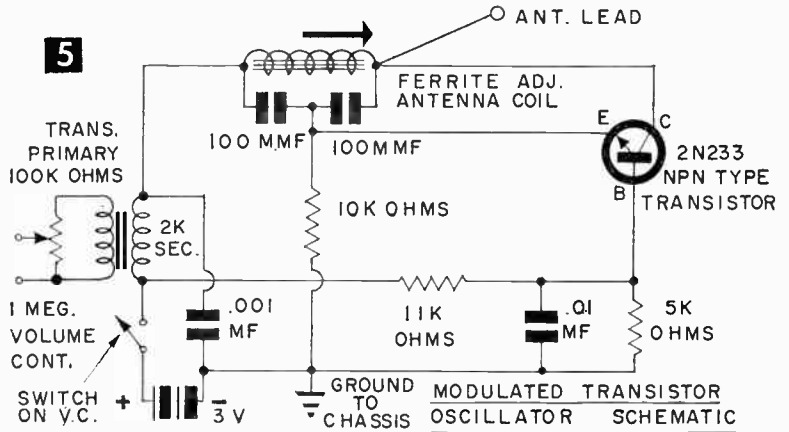 5
ANT. LEAD
FERRITE ADJ.
ANTENNA COIL
100 MMF
100 MMF
TRANS.
PRIMARY
100K OHMS
E
C
B
2N233
NPN TYPE
TRANSISTOR
2K
SEC.
10K OHMS
1 MEG.
VOLUME
CONT.
SWITCH
ON V.C.
.001
MF
11K
OHMS
.01
MF
5K
OHMS
+
-
3 V
GROUND
TO
CHASSIS
MODULATED TRANSISTOR
OSCILLATOR SCHEMATIC